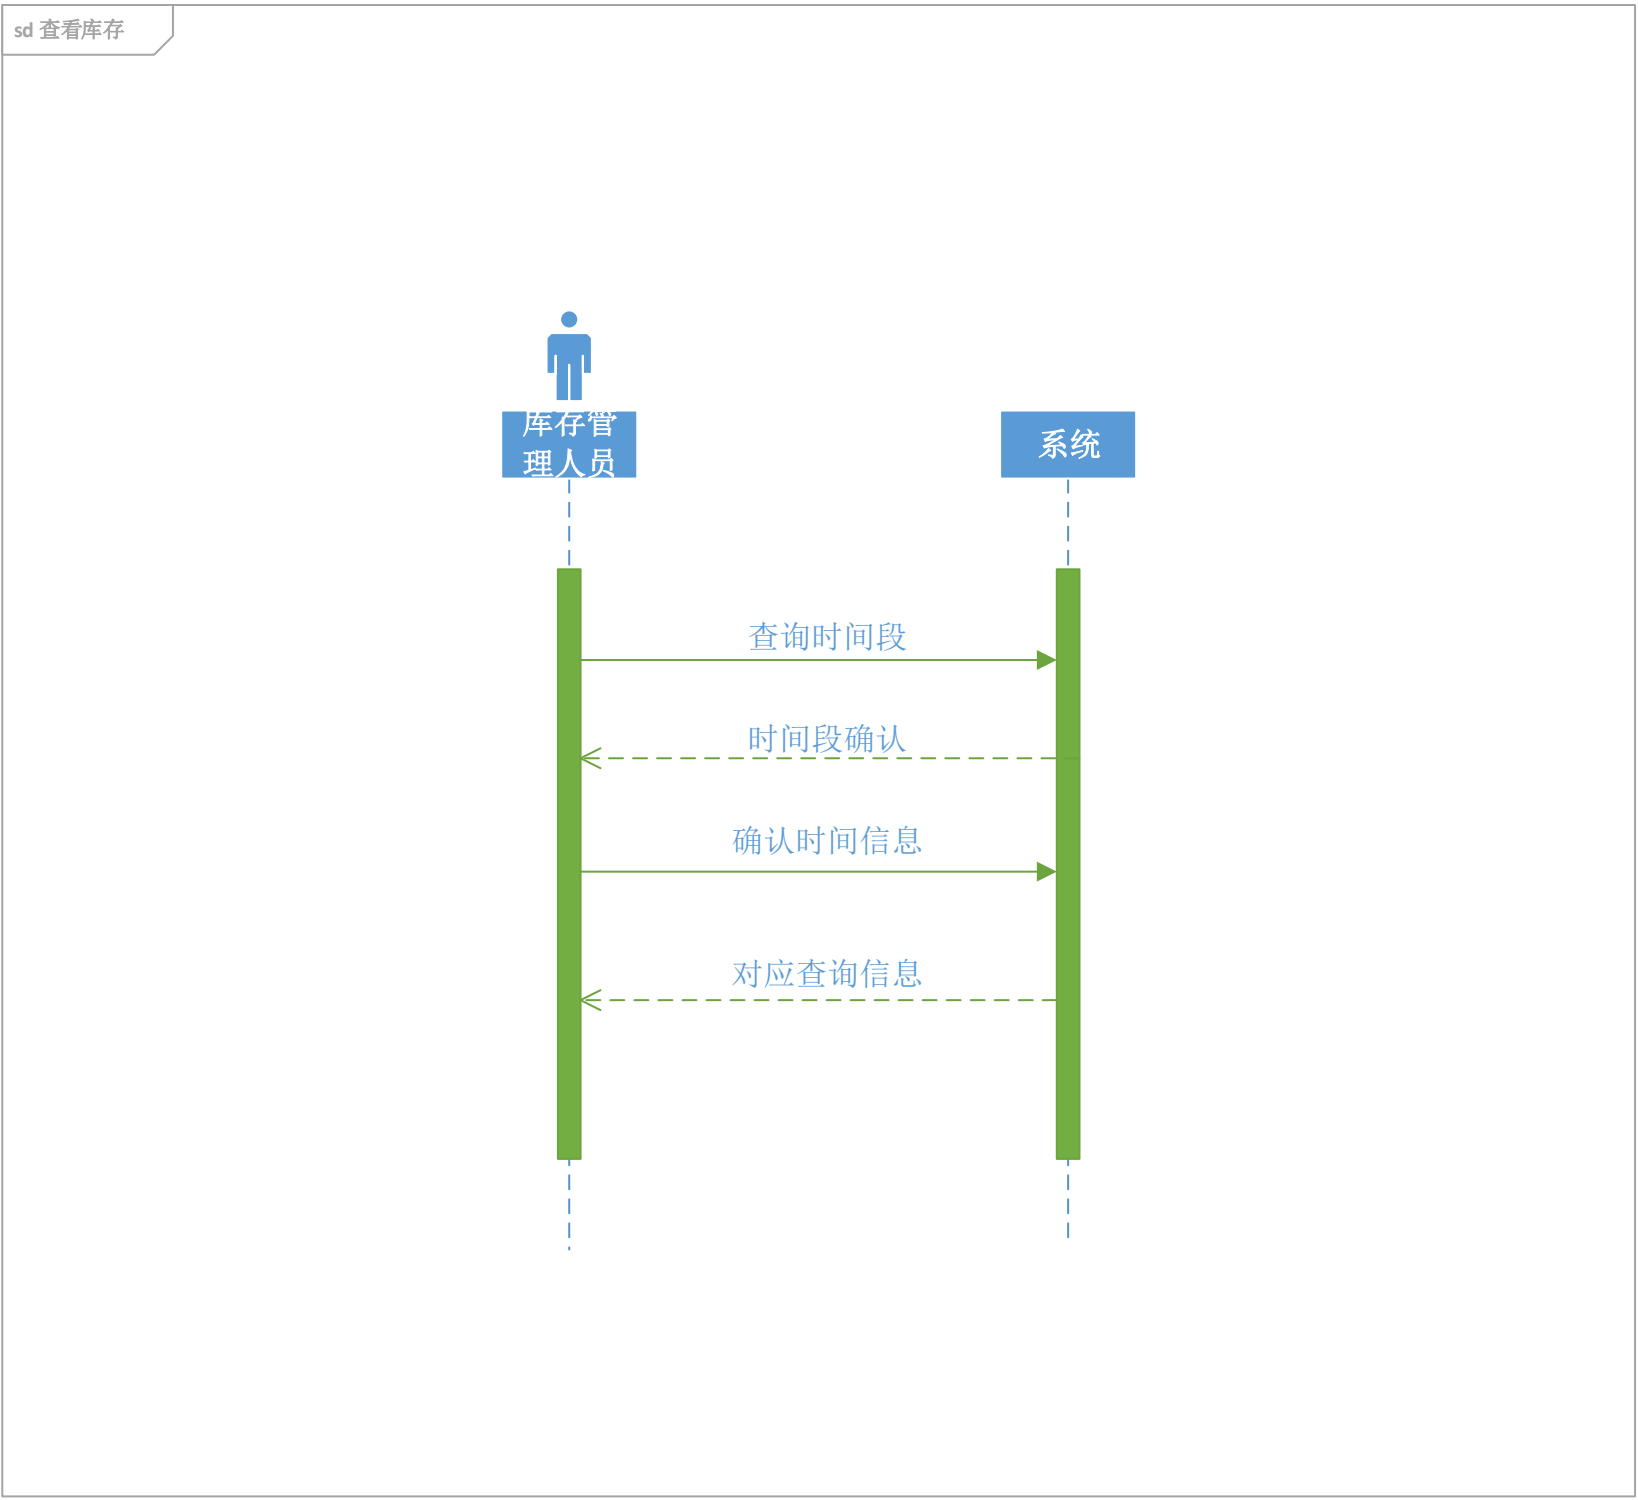 sd 查看库存
库存管
理人员
系统
查询时间段
时间段确认
确认时间信息
对应查询信息